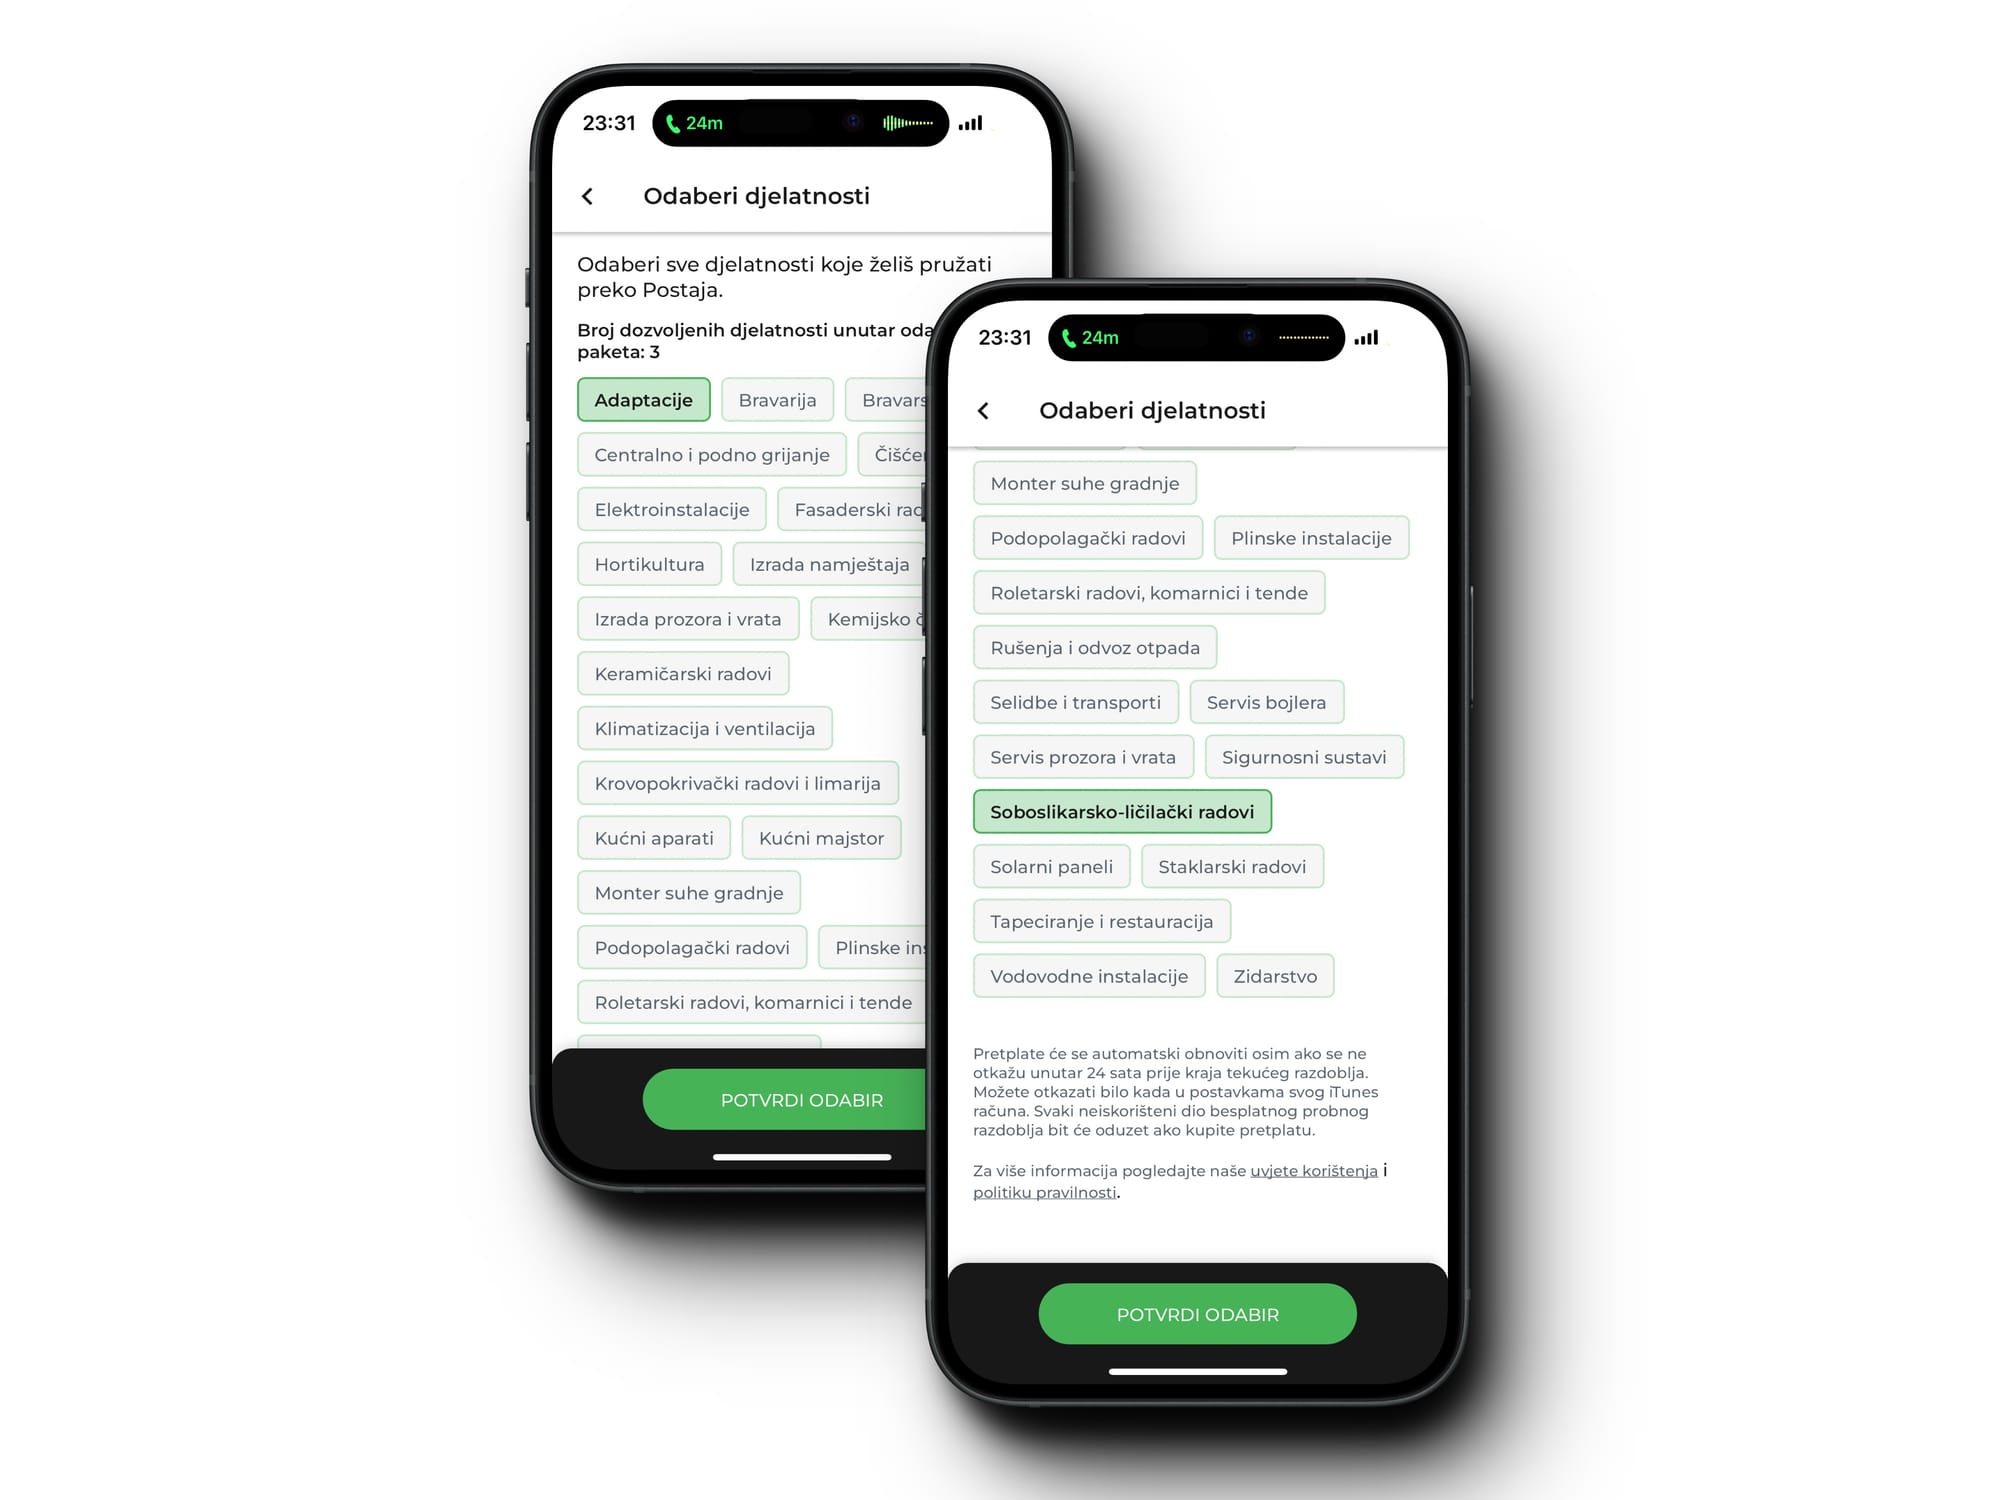 23:31
24m
Odaberi djelatnosti
Odaberi sve djelatnosti koje želiš pružati
preko Postaja.
Broj dozvoljenih djelatnosti unutar
paketa: 3
Adaptacije
Bravarija
Centralno i podno grijanje
Elektroinstalacije
Fasaderski
Hortikultura
Izrada namještaja
Izrada prozora i vrata
Kemijsko
Keramičarski radovi
Klimatizacija i ventilacija
Krovopokrivački radovi i limarija
Kućni aparati
Kućni majstor
Monter suhe gradnje
Podopolagački radovi
Plinske
Roletarski radovi, komarnici i tende
POTVRDI ODABIR
23:31
24m
Odaberi djelatnosti
Monter suhe gradnje
Podopolagački radovi
Plinske instalacije
Roletarski radovi, komarnici i tende
Rušenja i odvoz otpada
Selidbe i transporti
Servis bojlera
Servis prozora i vrata
Sigurnosni sustavi
Soboslikarsko-ličilački radovi
Solarni paneli
Staklarski radovi
Tapeciranje i restauracija
Vodovodne instalacije
Zidarstvo
Pretplate će se automatski obnoviti osim ako se ne
otkažu unutar 24 sata prije kraja tekućeg razdoblja.
Možete otkazati bilo kada u postavkama svog iTunes
računa. Svaki neiskorišteni dio besplatnog probnog
razdoblja bit će oduzet ako kupite pretplatu.
Za više informacija pogledajte naše uvjete korištenja i
politiku pravilnosti.
POTVRDI ODABIR